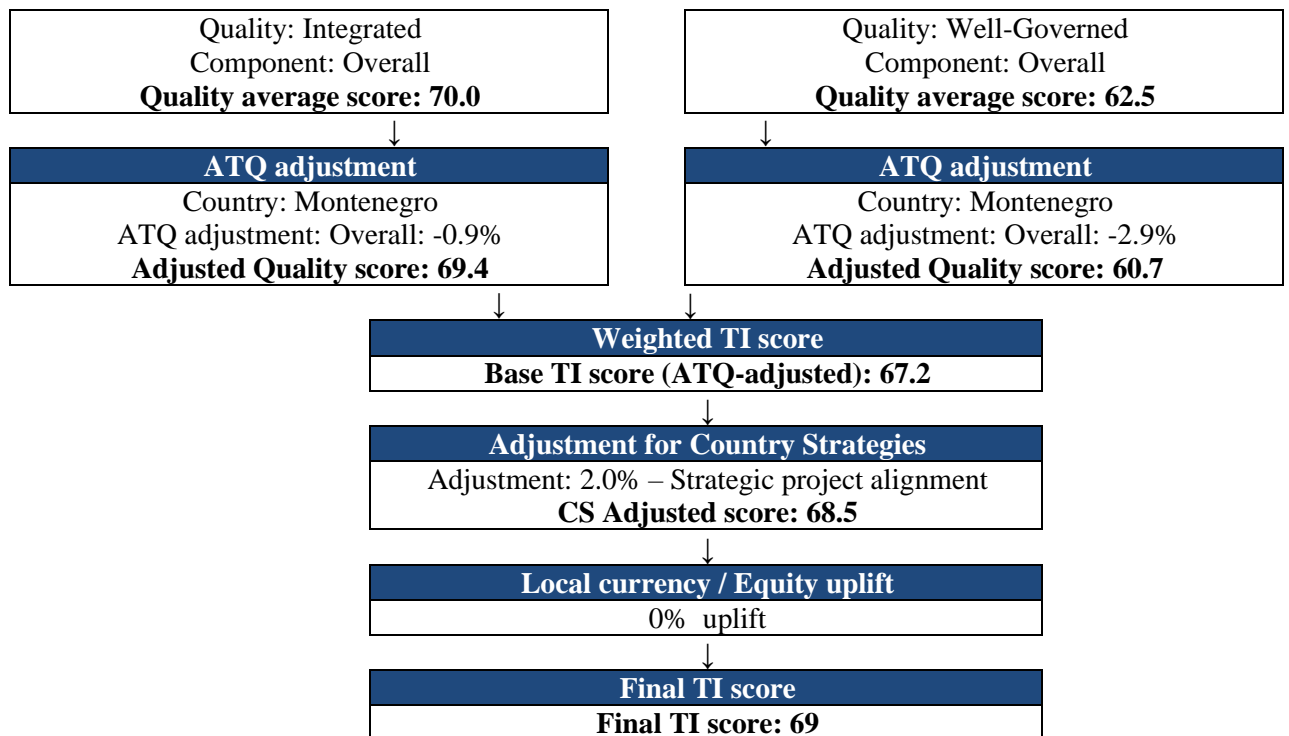 Quality: Integrated
Component: Overall
Quality average score: 70.0
Quality: Well-Governed
Component: Overall
Quality average score: 62.5
↓
↓
ATQ adjustment
Country: Montenegro
ATQ adjustment: Overall: -0.9%
Adjusted Quality score: 69.4
ATQ adjustment
Country: Montenegro
ATQ adjustment: Overall: -2.9%
Adjusted Quality score: 60.7
↓
↓
Weighted TI score
Base TI score (ATQ-adjusted): 67.2
↓
Adjustment for Country Strategies
Adjustment: 2.0% – Strategic project alignment
CS Adjusted score: 68.5
↓
Local currency / Equity uplift
0% uplift
↓
Final TI score
Final TI score: 69